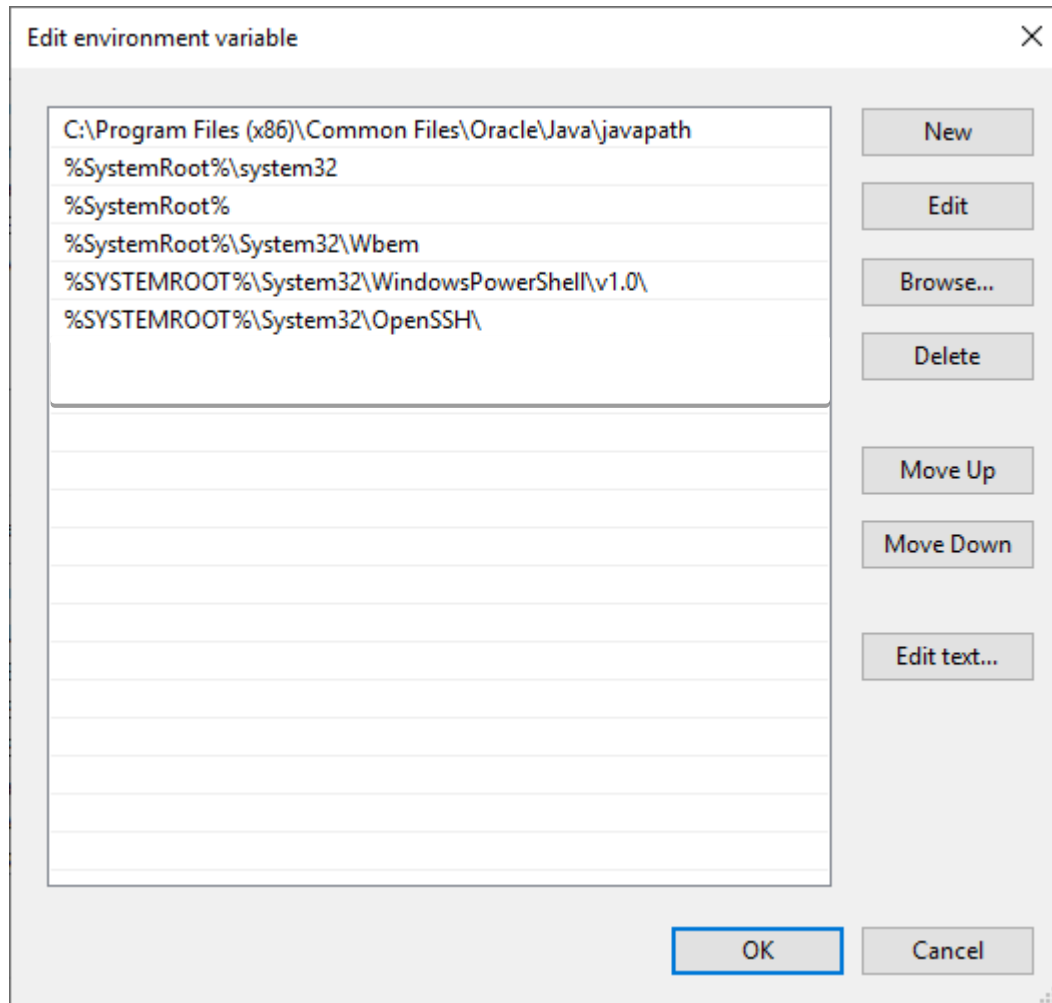 Edit environment variable
C:\Program Files (x86)\Common Files\Oracle\Java\javapath
%SystemRoot%\system32
%SystemRoot%
%SystemRoot%\System32\Wbem
%SYSTEMROOT%\System32\WindowsPowerShell\v1.0\
%SYSTEMROOT%\System32\OpenSSH\
New
Edit
Browse...
Delete
Move Up
Move Down
Edit text...
OK
Cancel